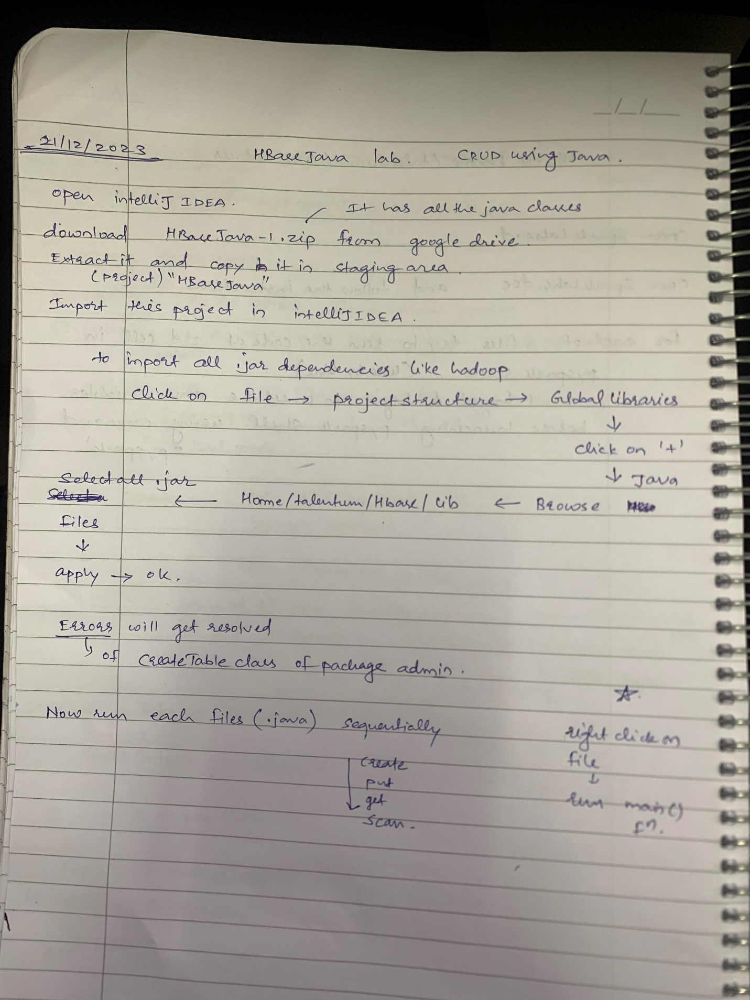 __/__/____
21/12/2023
HBase Java lab. CRUD using Java.
open intelliJ IDEA.
It has all the java classes
download HBaseJava-1.zip from google drive.
Extract it and copy it in staging area.
(project) "HBaseJava"
Import this project in intelliJIDEA.
to import all .jar dependencies like hadoop
click on file → project structure → Global libraries
↓
click on '+'
↓ Java
Browse
← Home/talentum/Hbase/lib ←
Select all .jar
files
↓
apply → ok.
Errors will get resolved
↳ of CreateTable class of package admin.
Now run each files (.java) sequentially
create
put
get
scan.
☆.
right click on
file
↓
run main()
fn.